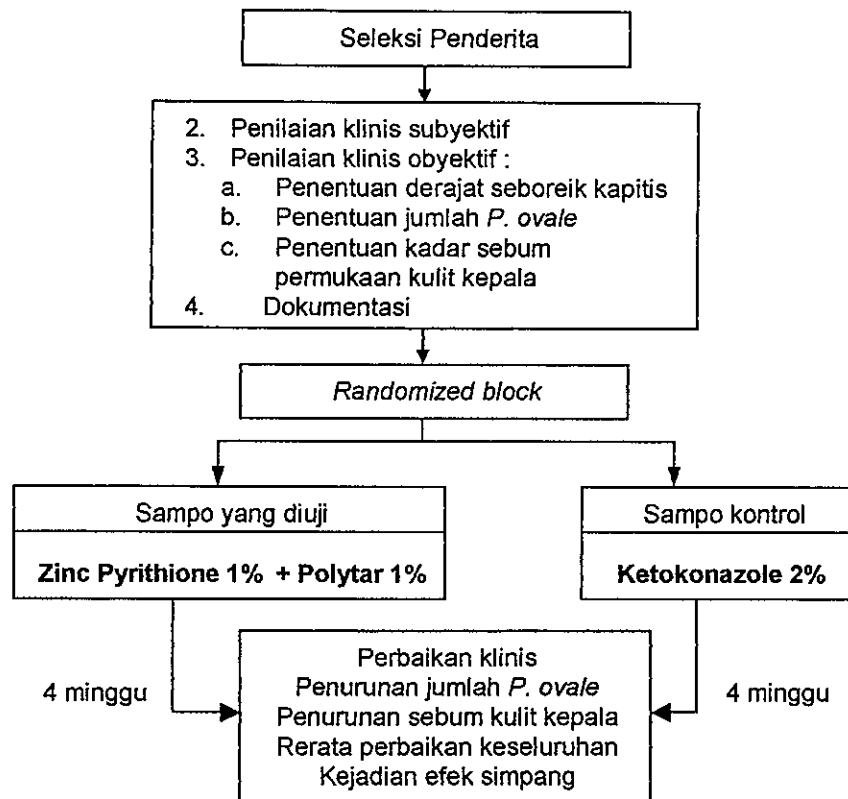 Seleksi Penderita
2. Penilaian klinis subyektif
3. Penilaian klinis obyektif :
a. Penentuan derajat seboreik kapitis
b. Penentuan jumlah P. ovale
c. Penentuan kadar sebum
permukaan kulit kepala
4. Dokumentasi
Randomized block
Sampo yang diuji
Zinc Pyrithione 1% + Polytar 1%
Sampo kontrol
Ketokonazole 2%
4 minggu
Perbaikan klinis
Penurunan jumlah P. ovale
Penurunan sebum kulit kepala
Rerata perbaikan keseluruhan
Kejadian efek simpang
4 minggu